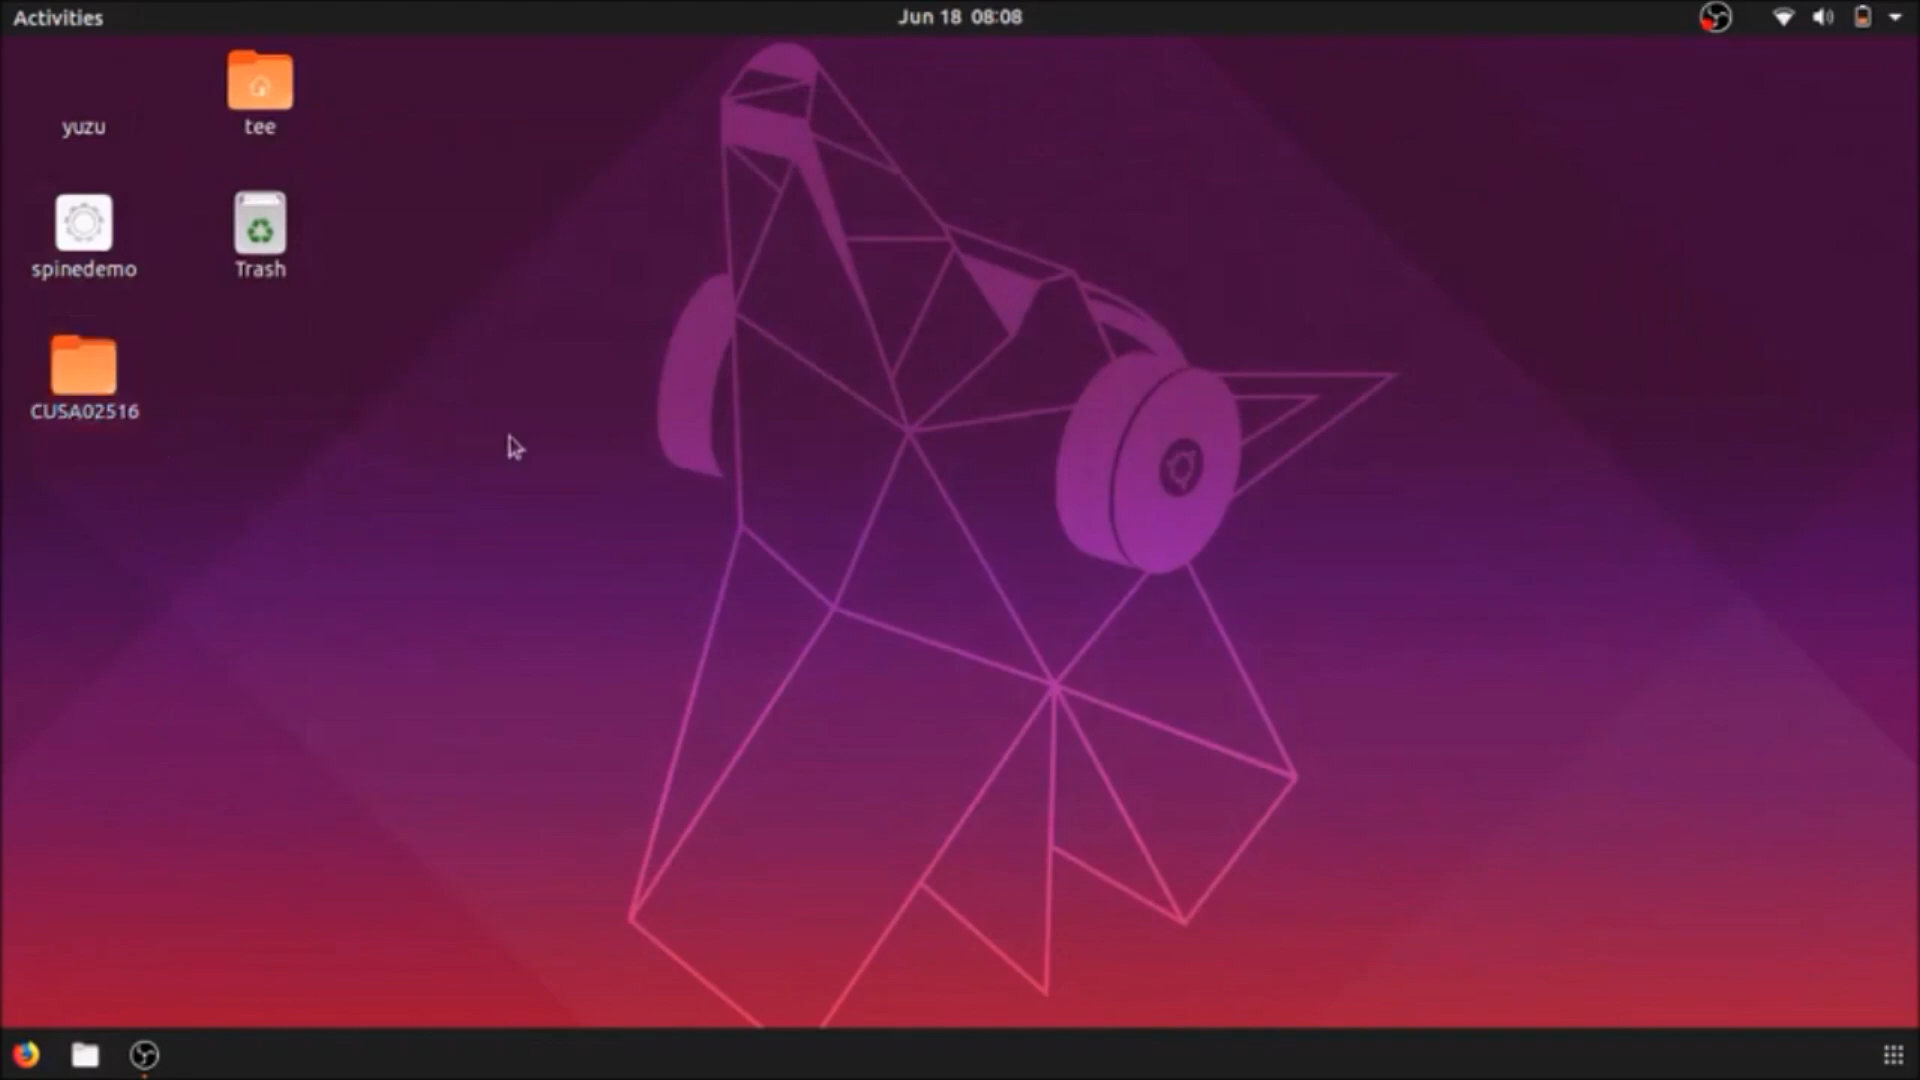 Activities
Jun 18 08:08
yuzu
tee
spinedemo
Trash
CUSA02516